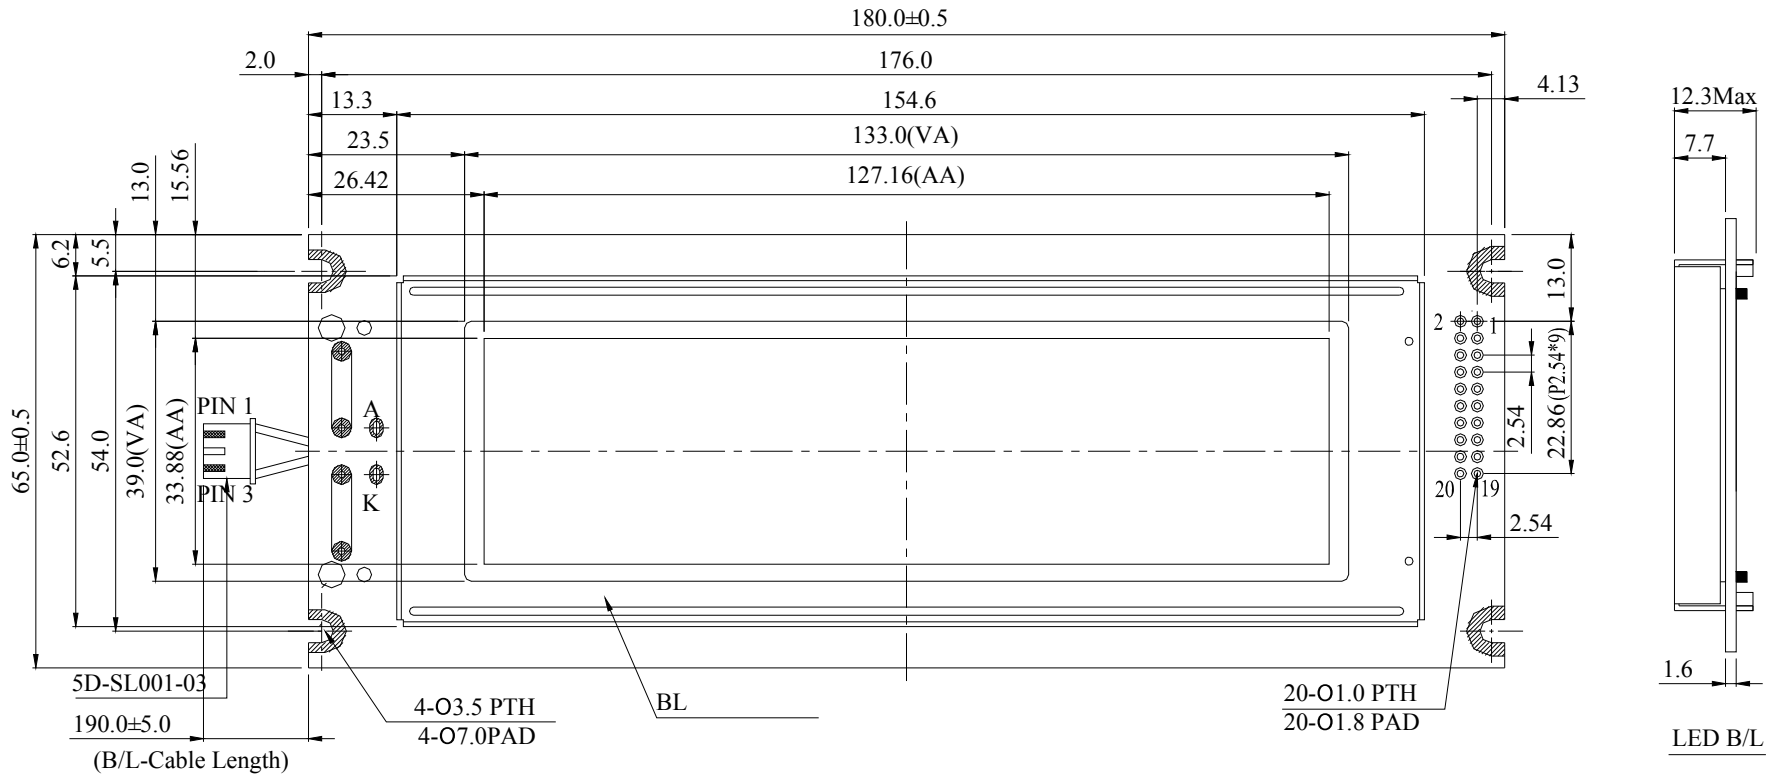 180.0±0.5
2.0
176.0
4.13
13.3
154.6
12.3Max
23.5
133.0(VA)
7.7
26.42
127.16(AA)
13.0
15.56
6.2
5.5
13.0
2
1
65.0±0.5
52.6
54.0
39.0(VA)
33.88(AA)
PIN 1
A
2.54
22.86(P2.54*9)
PIN 3
K
20
19
2.54
5D-SL001-03
190.0±5.0
(B/L-Cable Length)
4-O3.5 PTH
4-O7.0PAD
BL
20-O1.0 PTH
20-O1.8 PAD
1.6
LED B/L